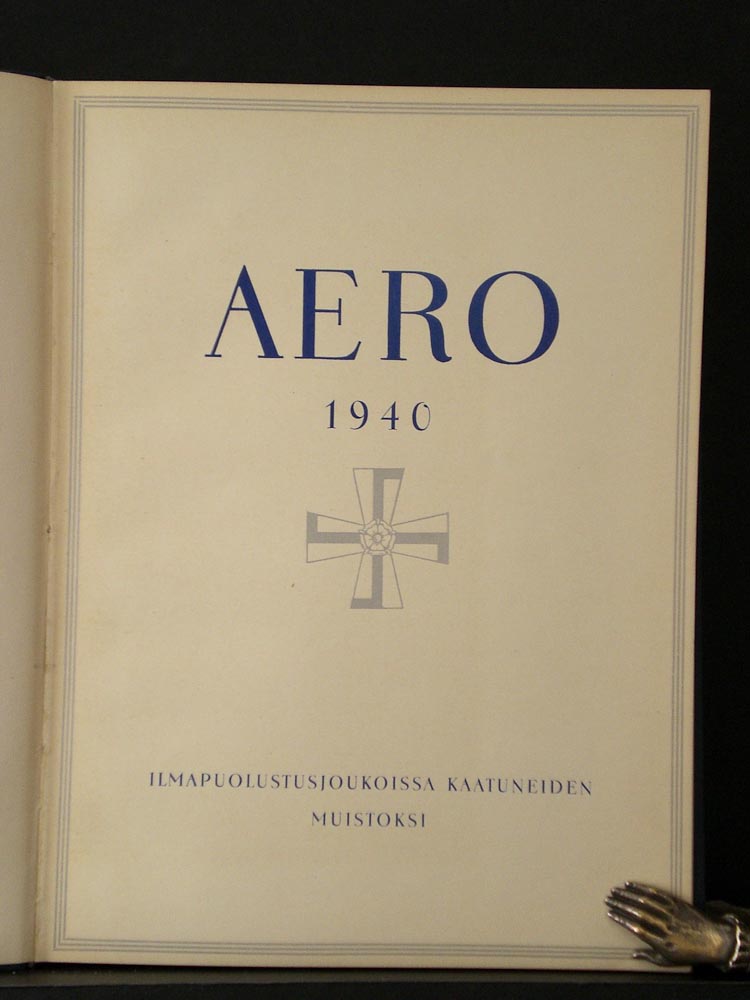 AERO
1940
ILMAPUOLUSTUSJOUKOISSA KAATUNEIDEN
MUISTOKSI